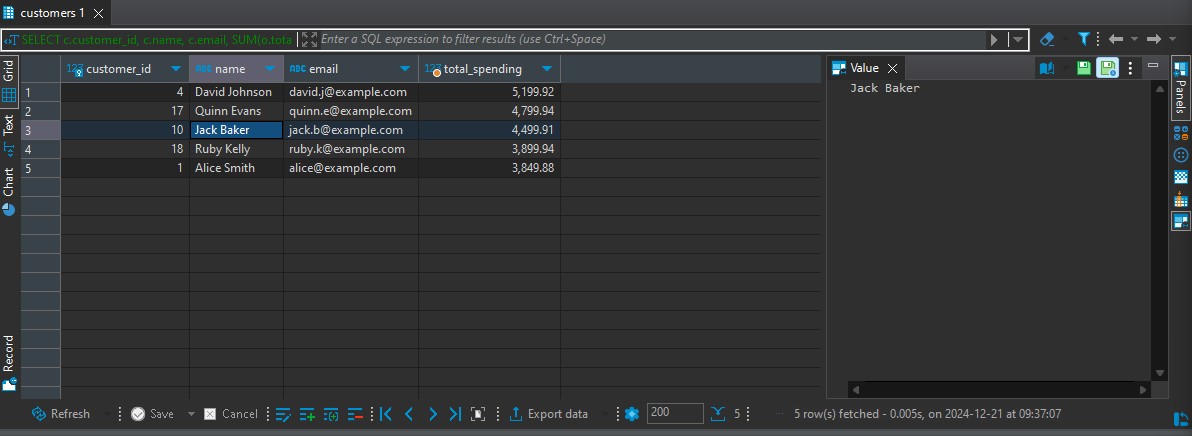 customers 1
SELECT c.customer_id, c.name, c.email, SUM(o.tota
Enter a SQL expression to filter results (use Ctrl+Space)
Grid
Text
Chart
Record
123 customer_id ABC name ABC email 123 total_spending
1 4 David Johnson david.j@example.com 5,199.92
2 17 Quinn Evans quinn.e@example.com 4,799.94
3 10 Jack Baker jack.b@example.com 4,499.91
4 18 Ruby Kelly ruby.k@example.com 3,899.94
5 1 Alice Smith alice@example.com 3,849.88
Value
Jack Baker
Panels
Refresh Save Cancel Export data 200 5 5 row(s) fetched - 0.005s, on 2024-12-21 at 09:37:07